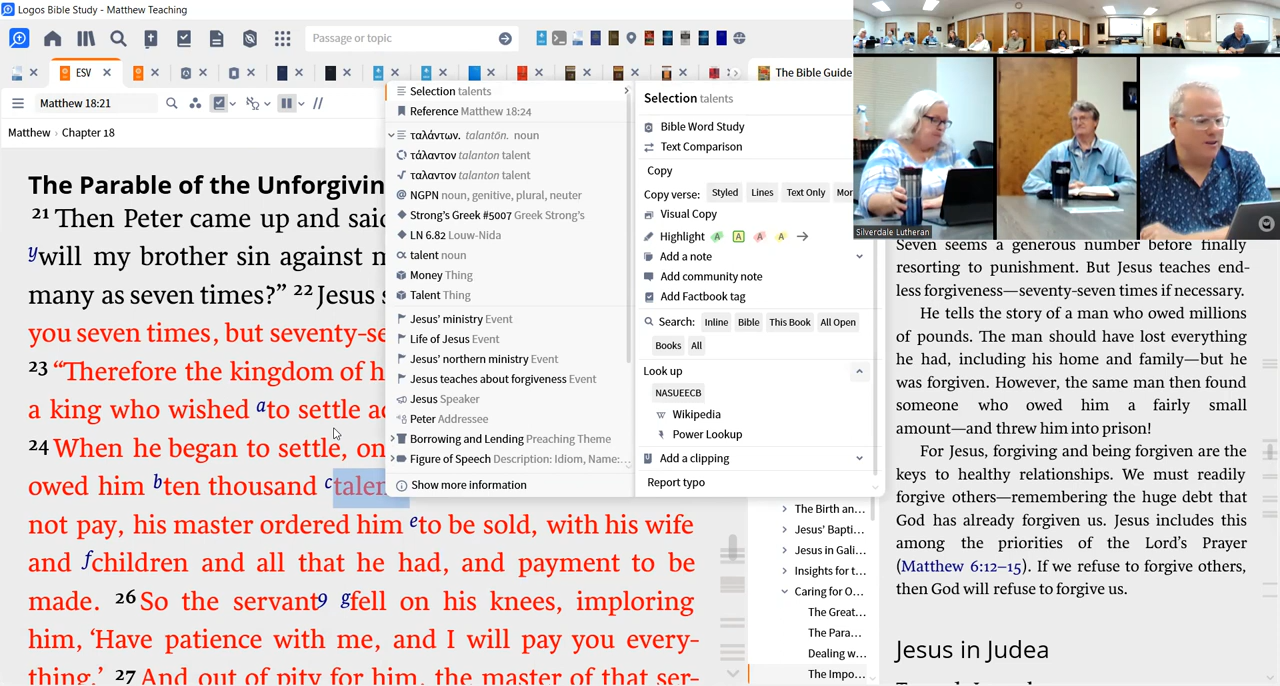 Logos Bible Study - Matthew Teaching
Passage or topic
ESV
The Bible Guide
Matthew 18:21
Matthew › Chapter 18
The Parable of the Unforgivin
21 Then Peter came up and said
y will my brother sin against m
many as seven times?” 22 Jesus s
you seven times, but seventy-se
23 “Therefore the kingdom of h
a king who wished a to settle ac
24 When he began to settle, on
owed him b ten thousand c talen
not pay, his master ordered him e to be sold, with his wife
and f children and all that he had, and payment to be
made. 26 So the servant 9 g fell on his knees, imploring
him, ‘Have patience with me, and I will pay you every-
thing.’ 27 And out of pity for him, the master of that ser-
Selection talents
Reference Matthew 18:24
ταλάντων. talantōn. noun
τάλαντον talanton talent
ταλαντον talanton talent
@ NGPN noun, genitive, plural, neuter
Strong's Greek #5007 Greek Strong's
LN 6.82 Louw-Nida
talent noun
Money Thing
Talent Thing
Jesus' ministry Event
Life of Jesus Event
Jesus' northern ministry Event
Jesus teaches about forgiveness Event
Jesus Speaker
Peter Addressee
Borrowing and Lending Preaching Theme
Figure of Speech Description: Idiom, Name:...
Show more information
Selection talents
Bible Word Study
Text Comparison
Copy
Copy verse: Styled Lines Text Only Mor
Visual Copy
Highlight A A A A
Add a note
Add community note
Add Factbook tag
Search: Inline Bible This Book All Open
Books All
Look up
NASUEECB
Wikipedia
Power Lookup
Add a clipping
Report typo
Silverdale Lutheran
The Birth an
Jesus' Bapti...
Jesus in Gali...
Insights for t...
Caring for O...
The Great...
The Para...
Dealing w...
The Impo...
Seven seems a generous number before finally
resorting to punishment. But Jesus teaches end-
less forgiveness—seventy-seven times if necessary.
He tells the story of a man who owed millions
of pounds. The man should have lost everything
he had, including his home and family—but he
was forgiven. However, the same man then found
someone who owed him a fairly small
amount—and threw him into prison!
For Jesus, forgiving and being forgiven are the
keys to healthy relationships. We must readily
forgive others—remembering the huge debt that
God has already forgiven us. Jesus includes this
among the priorities of the Lord's Prayer
(Matthew 6:12–15). If we refuse to forgive others,
then God will refuse to forgive us.
Jesus in Judea